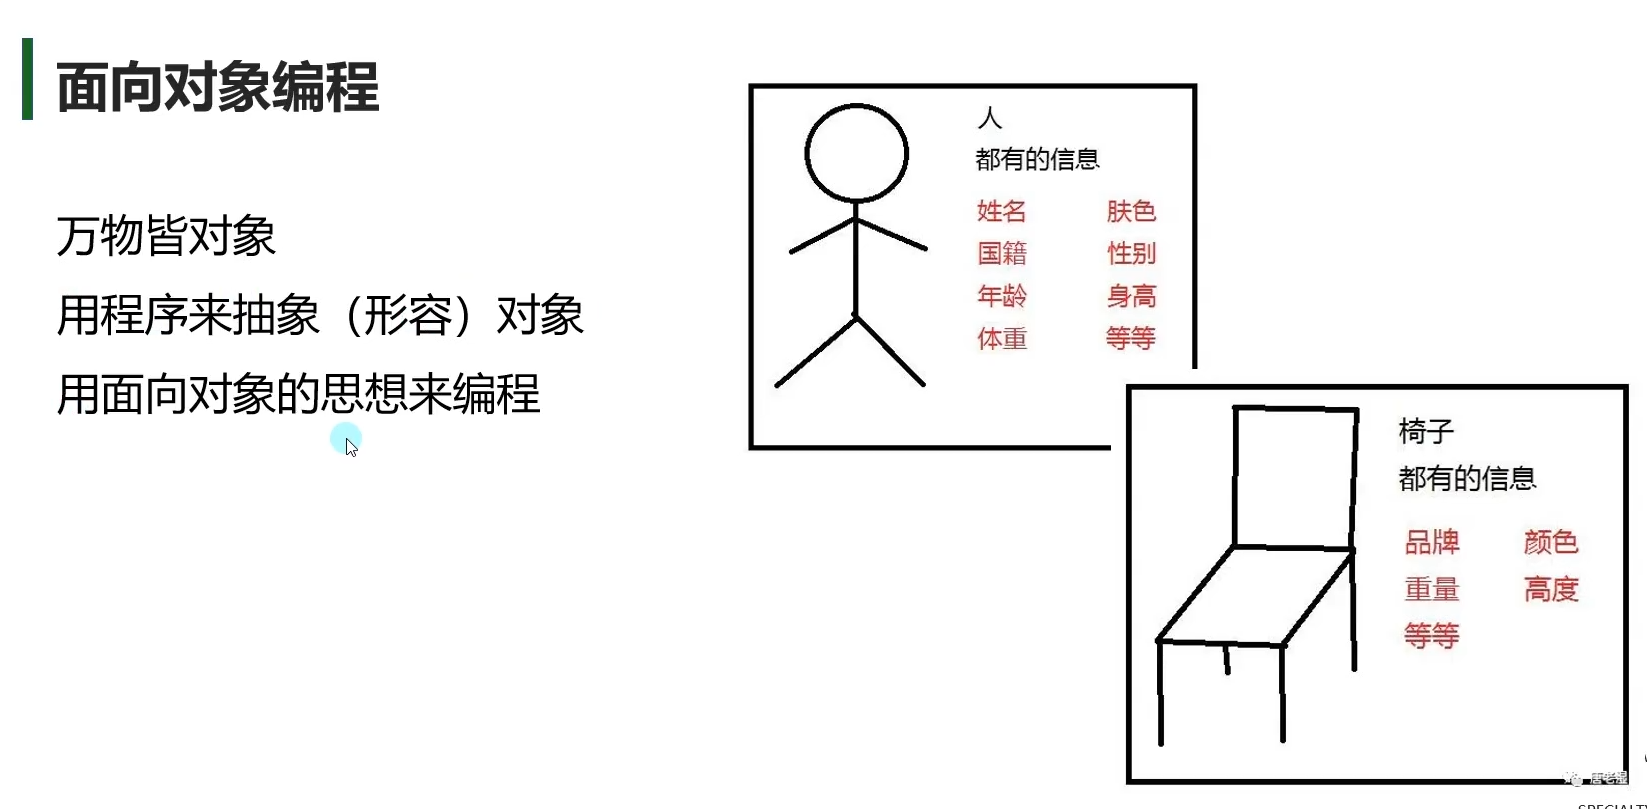 面向对象编程
万物皆对象
用程序来抽象（形容）对象
用面向对象的思想来编程
人
都有的信息
姓名 肤色
国籍 性别
年龄 身高
体重 等等
椅子
都有的信息
品牌 颜色
重量 高度
等等
唐老湿